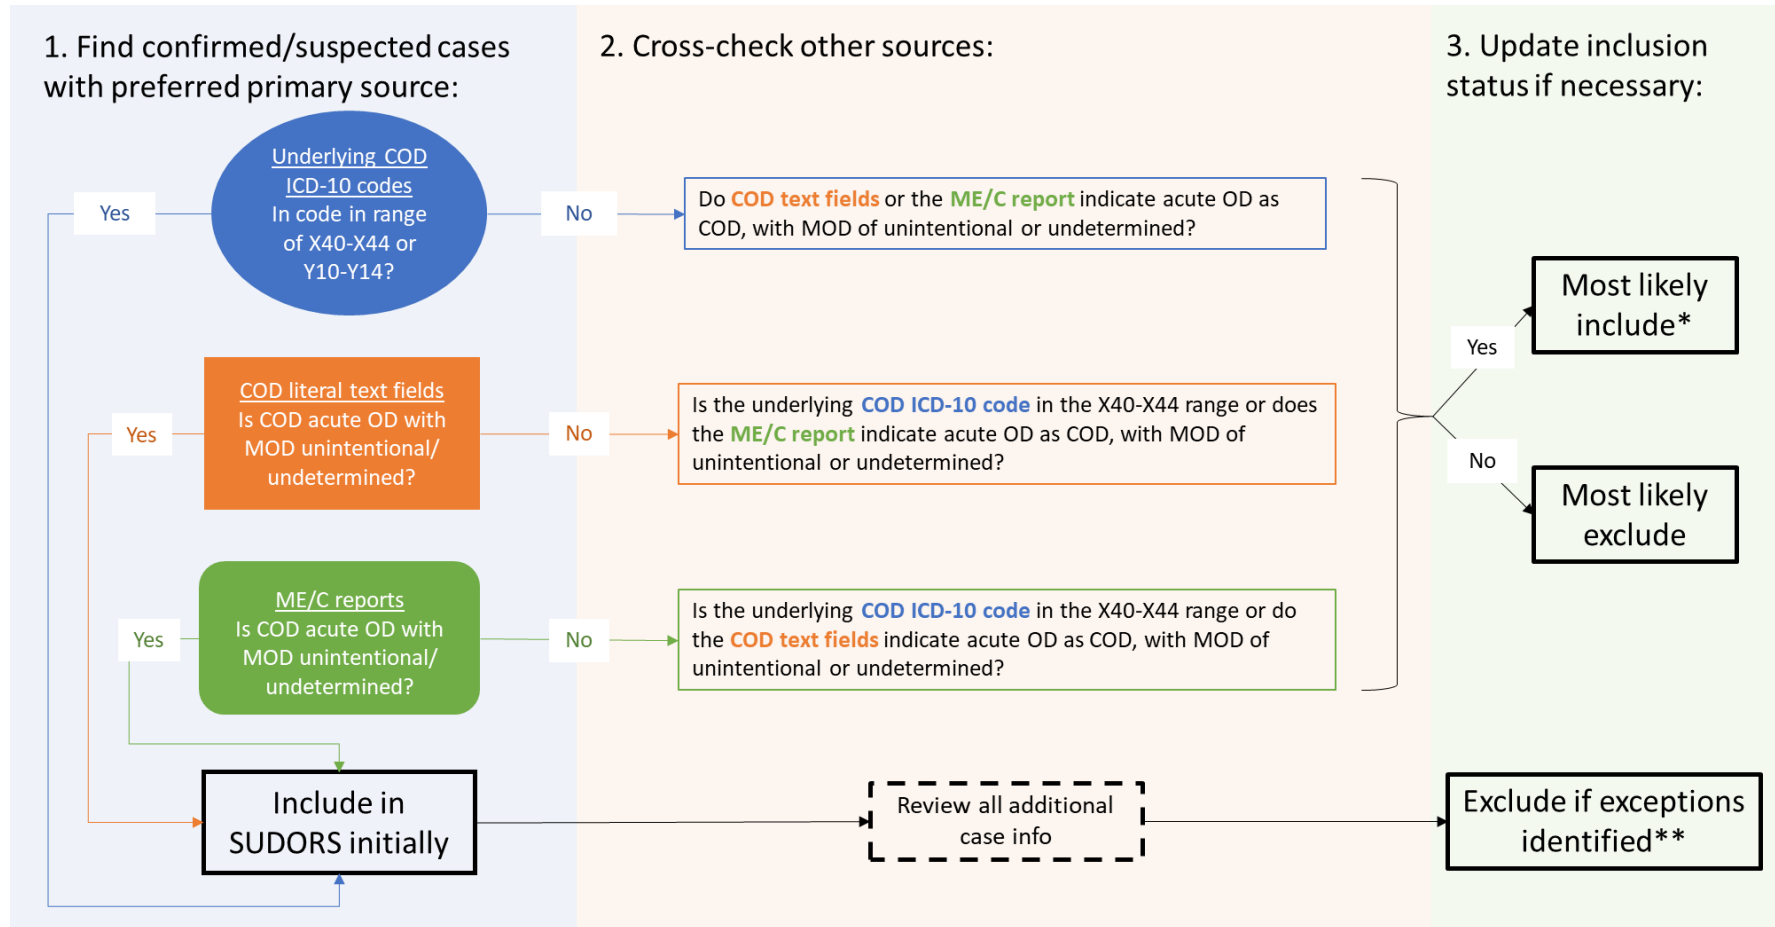 1. Find confirmed/suspected cases
with preferred primary source:
2. Cross-check other sources:
3. Update inclusion
status if necessary:
Underlying COD
ICD-10 codes
In code in range
of X40-X44 or
Y10-Y14?
Yes
No
Do COD text fields or the ME/C report indicate acute OD as
COD, with MOD of unintentional or undetermined?
COD literal text fields
Is COD acute OD with
MOD unintentional/
undetermined?
Yes
No
Is the underlying COD ICD-10 code in the X40-X44 range or does
the ME/C report indicate acute OD as COD, with MOD of
unintentional or undetermined?
ME/C reports
Is COD acute OD with
MOD unintentional/
undetermined?
Yes
No
Is the underlying COD ICD-10 code in the X40-X44 range or do
the COD text fields indicate acute OD as COD, with MOD of
unintentional or undetermined?
Yes
Most likely
include*
No
Most likely
exclude
Include in
SUDORS initially
Review all additional
case info
Exclude if exceptions
identified**